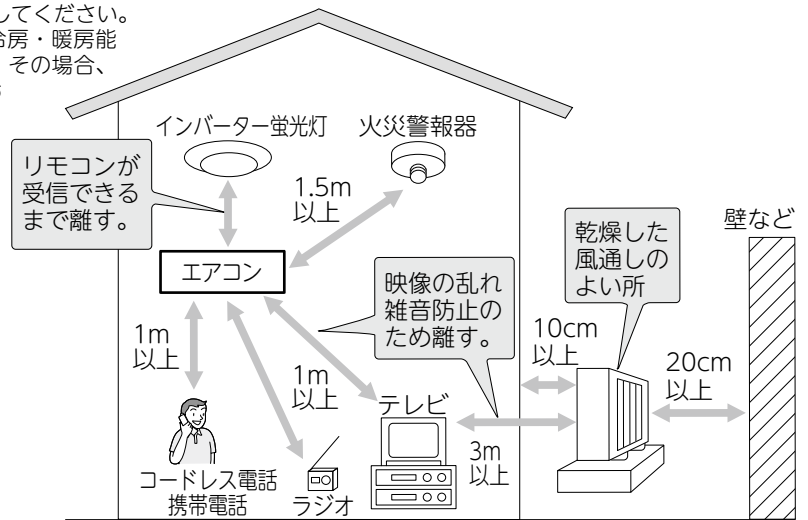 してください。
冷房・暖房能
その場合、
インバーター蛍光灯
火災警報器
リモコンが
受信できる
まで離す。
1.5m
以上
エアコン
映像の乱れ
雑音防止の
ため離す。
乾燥した
風通しの
よい所
壁など
1m
以上
1m
以上
10cm
以上
20cm
以上
テレビ
3m
以上
コードレス電話
携帯電話
ラジオ